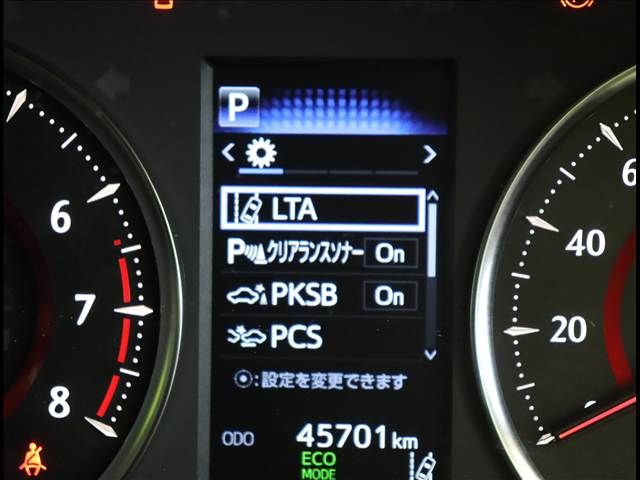 P
LTA
P クリアランスソナー On
PKSB On
PCS
:設定を変更できます
ODO 45701 km
ECO
MODE
6
7
8
60
40
20